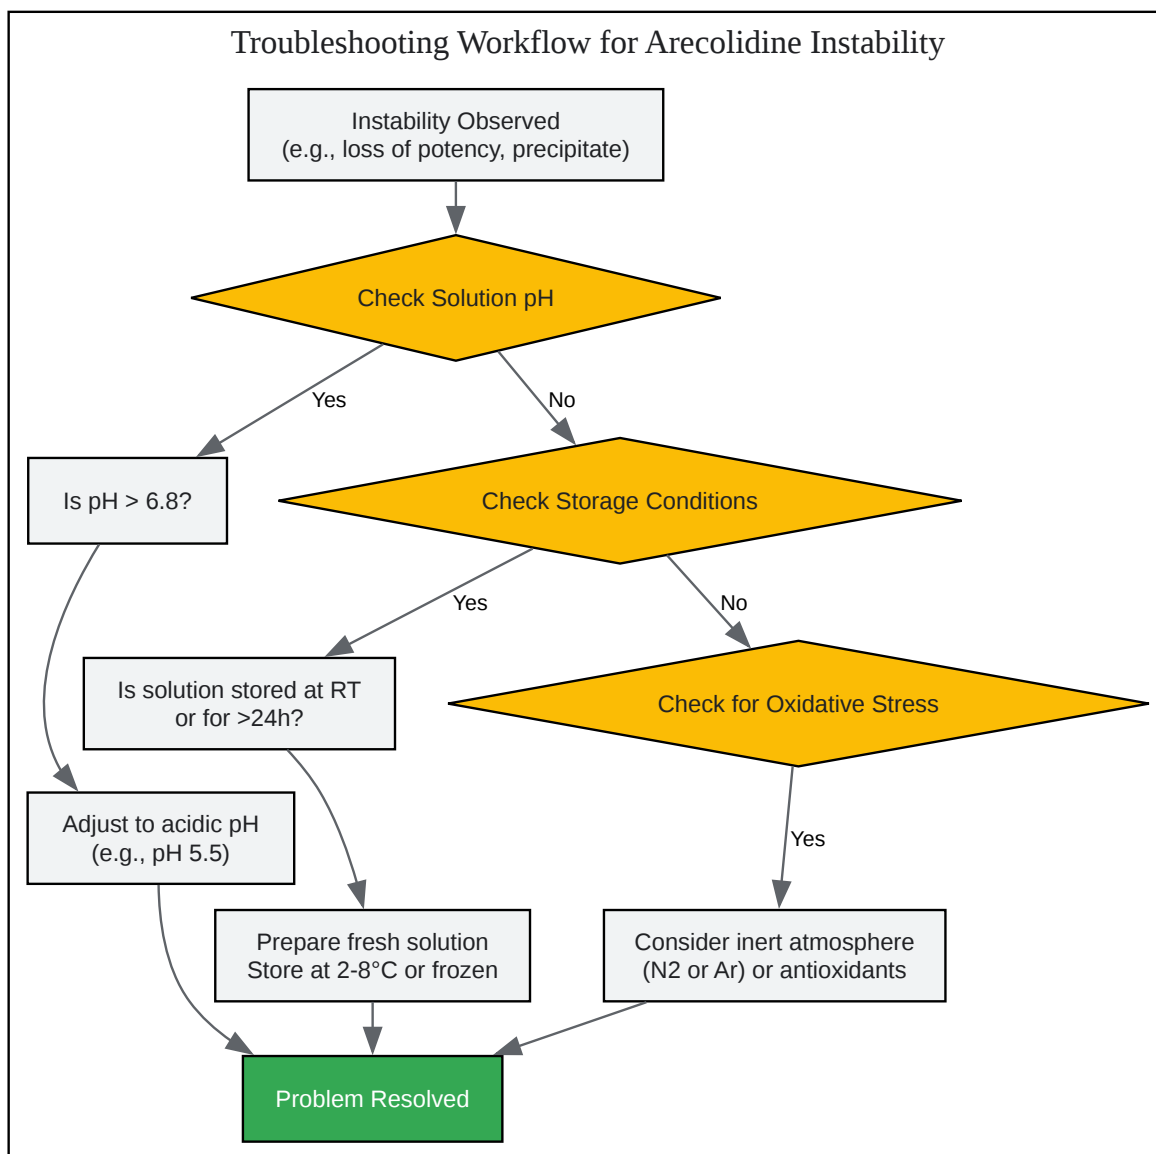 Troubleshooting Workflow for Arecolidine Instability
Instability Observed
(e.g., loss of potency, precipitate)
Check Solution pH
Yes
No
Is pH > 6.8?
Check Storage Conditions
Yes
No
Is solution stored at RT
or for >24h?
Check for Oxidative Stress
Adjust to acidic pH
(e.g., pH 5.5)
Yes
Prepare fresh solution
Store at 2-8°C or frozen
Consider inert atmosphere
(N2 or Ar) or antioxidants
Problem Resolved